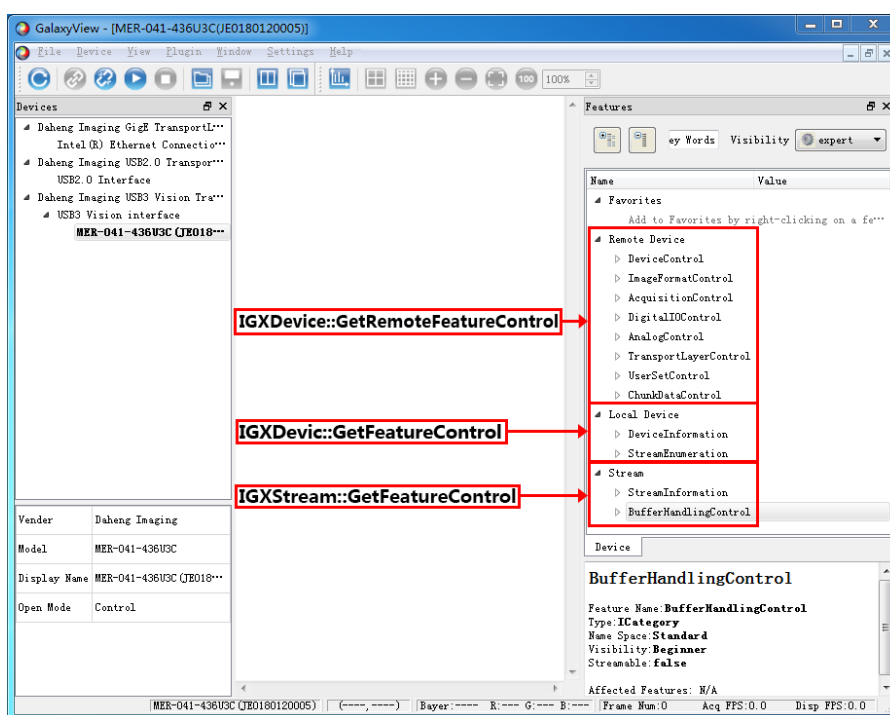 GalaxyView - [MER-041-436U3C(JE0180120005)]
File Device View Plugin Window Settings Help
100 100%
Devices
Daheng Imaging GigE TransportL···
Intel(R) Ethernet Connectio···
Daheng Imaging USB2.0 Transpor···
USB2.0 Interface
Daheng Imaging USB3 Vision Tra···
USB3 Vision interface
MER-041-436U3C(JE018···
Vender Daheng Imaging
Model MER-041-436U3C
Display Name MER-041-436U3C(JE018···
Open Mode Control
IGXDevice::GetRemoteFeatureControl
IGXDevic::GetFeatureControl
IGXStream::GetFeatureControl
Features
ey Words Visibility expert
Name Value
Favorites
Add to Favorites by right-clicking on a fe···
Remote Device
DeviceControl
ImageFormatControl
AcquisitionControl
DigitalIOControl
AnalogControl
TransportLayerControl
UserSetControl
ChunkDataControl
Local Device
DeviceInformation
StreamEnumeration
Stream
StreamInformation
BufferHandlingControl
Device
BufferHandlingControl
Feature Name:BufferHandlingControl
Type:ICategory
Name Space:Standard
Visibility:Beginner
Streamable:false
Affected Features: N/A
MER-041-436U3C(JE0180120005) (----,----) Bayer:---- R:--- G:--- B:--- Frame Num:0 Acq FPS:0.0 Disp FPS:0.0